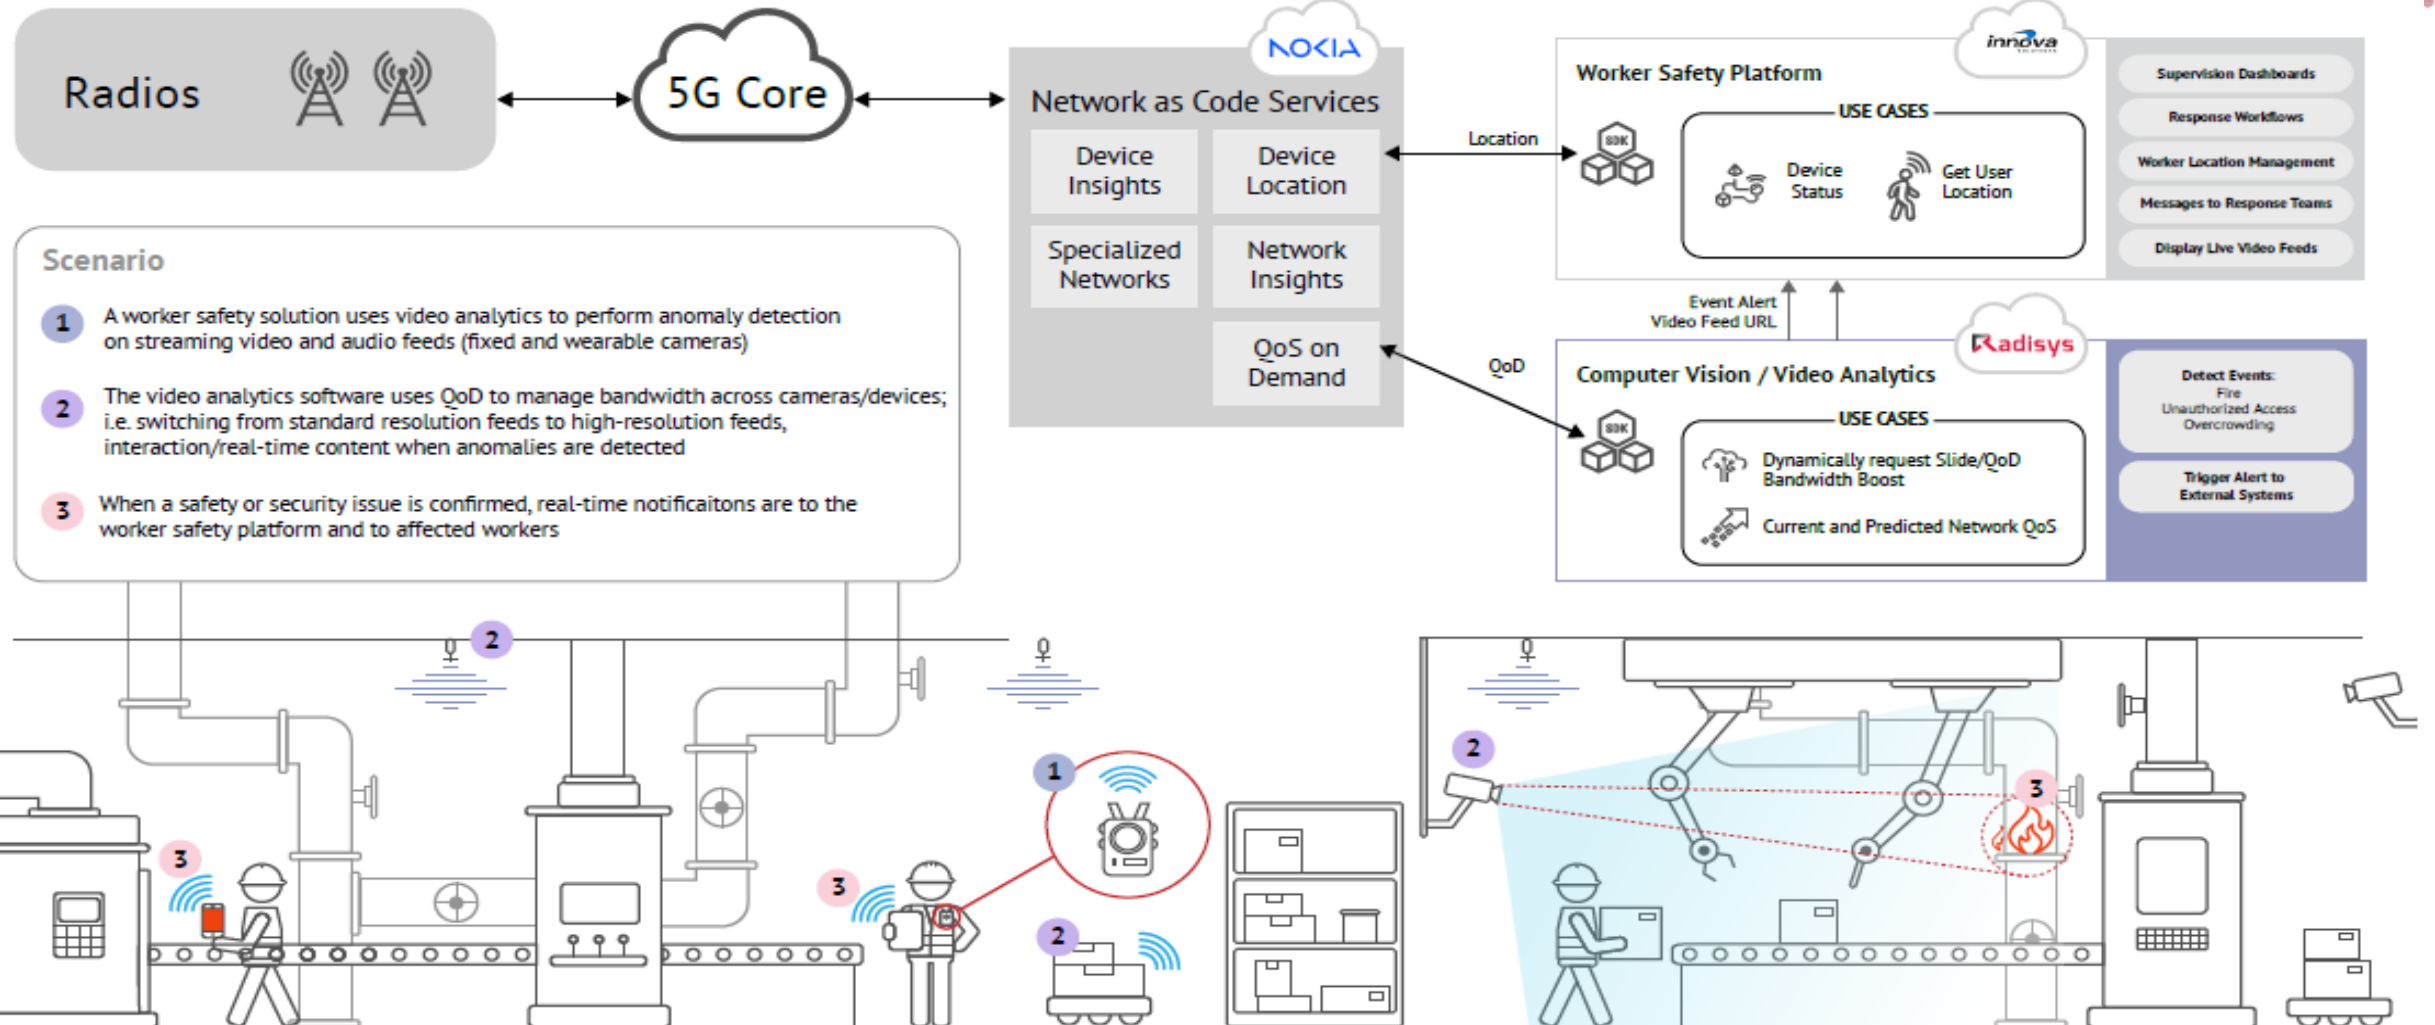 Radios
5G Core
NOKIA
Network as Code Services
Device
Insights
Device
Location
Specialized
Networks
Network
Insights
QoS on
Demand
Location
QoD
innova
Worker Safety Platform
SDK
USE CASES
Device
Status
Get User
Location
Supervision Dashboards
Response Workflows
Worker Location Management
Messages to Response Teams
Display Live Video Feeds
Event Alert
Video Feed URL
Radisys
Computer Vision / Video Analytics
SDK
USE CASES
Dynamically request Slide/QoD
Bandwidth Boost
Current and Predicted Network QoS
Detect Events:
Fire
Unauthorized Access
Overcrowding
Trigger Alert to
External Systems
Scenario
1
A worker safety solution uses video analytics to perform anomaly detection
on streaming video and audio feeds (fixed and wearable cameras)
2
The video analytics software uses QoD to manage bandwidth across cameras/devices;
i.e. switching from standard resolution feeds to high-resolution feeds,
interaction/real-time content when anomalies are detected
3
When a safety or security issue is confirmed, real-time notificaitons are to the
worker safety platform and to affected workers
2
3
3
1
2
2
3